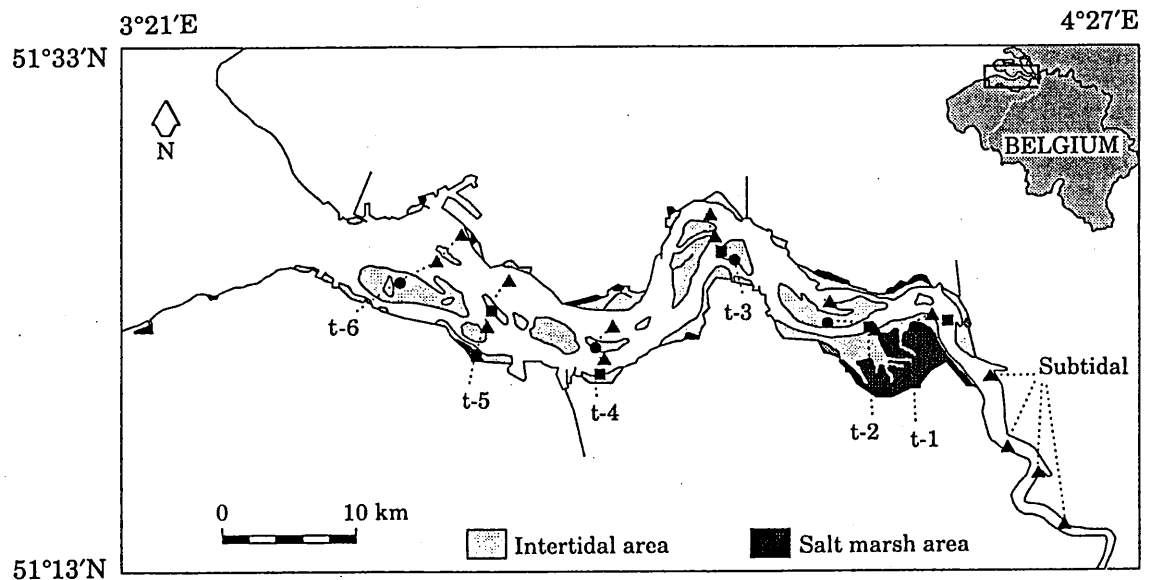 3°21′E
4°27′E
51°33′N
N
BELGIUM
t-6
t-3
Subtidal
t-5
t-4
t-2
t-1
0
10 km
Intertidal area
Salt marsh area
51°13′N